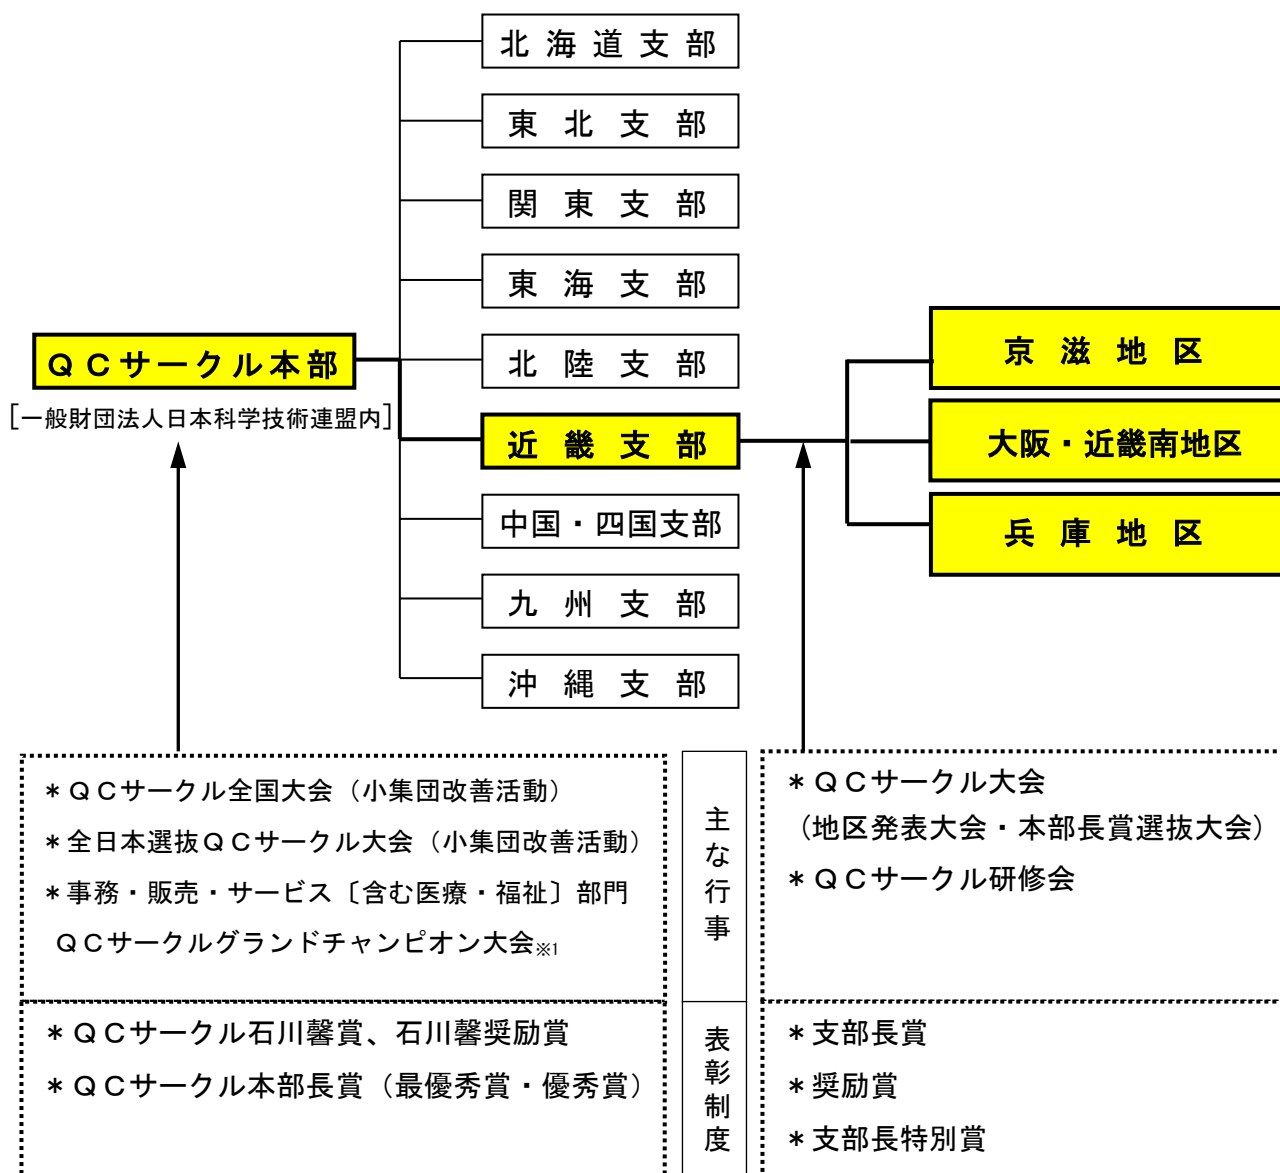 北海道支部
東北支部
関東支部
東海支部
北陸支部
近畿支部
中国・四国支部
九州支部
沖縄支部
ＱＣサークル本部
［一般財団法人日本科学技術連盟内］
京滋地区
大阪・近畿南地区
兵庫地区
＊ＱＣサークル全国大会（小集団改善活動）
＊全日本選抜ＱＣサークル大会（小集団改善活動）
＊事務・販売・サービス〔含む医療・福祉〕部門
ＱＣサークルグランドチャンピオン大会※1
主な行事
＊ＱＣサークル大会
（地区発表大会・本部長賞選抜大会）
＊ＱＣサークル研修会
＊ＱＣサークル石川馨賞、石川馨奨励賞
＊ＱＣサークル本部長賞（最優秀賞・優秀賞）
表彰制度
＊支部長賞
＊奨励賞
＊支部長特別賞